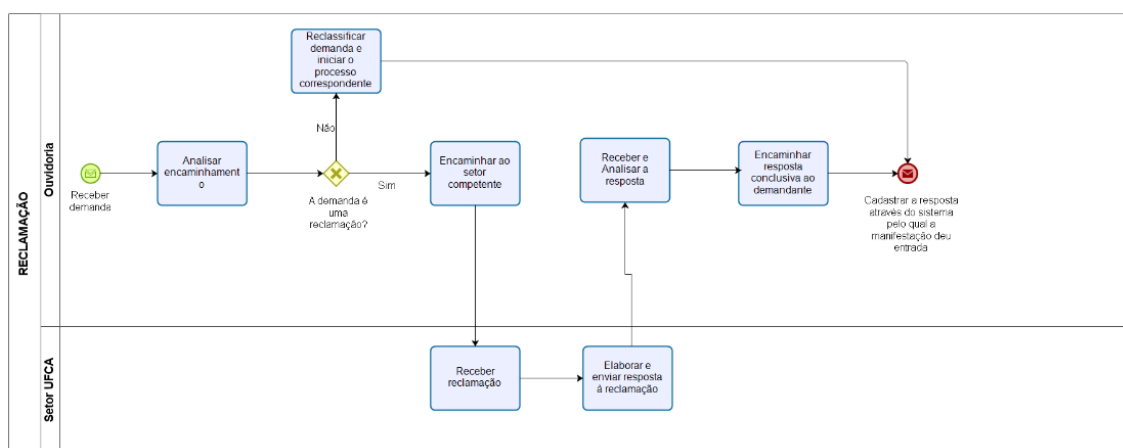 RECLAMAÇÃO
Ouvidoria
Receber
demanda
Analisar
encaminhament
o
Reclassificar
demanda e
iniciar o
processo
correspondente
Não
A demanda é
uma
reclamação?
Sim
Encaminhar ao
setor
competente
Receber e
Analisar a
resposta
Encaminhar
resposta
conclusiva ao
demandante
Cadastrar a resposta
através do sistema
pelo qual a
manifestação deu
entrada
Setor UFCA
Receber
reclamação
Elaborar e
enviar resposta
á reclamação